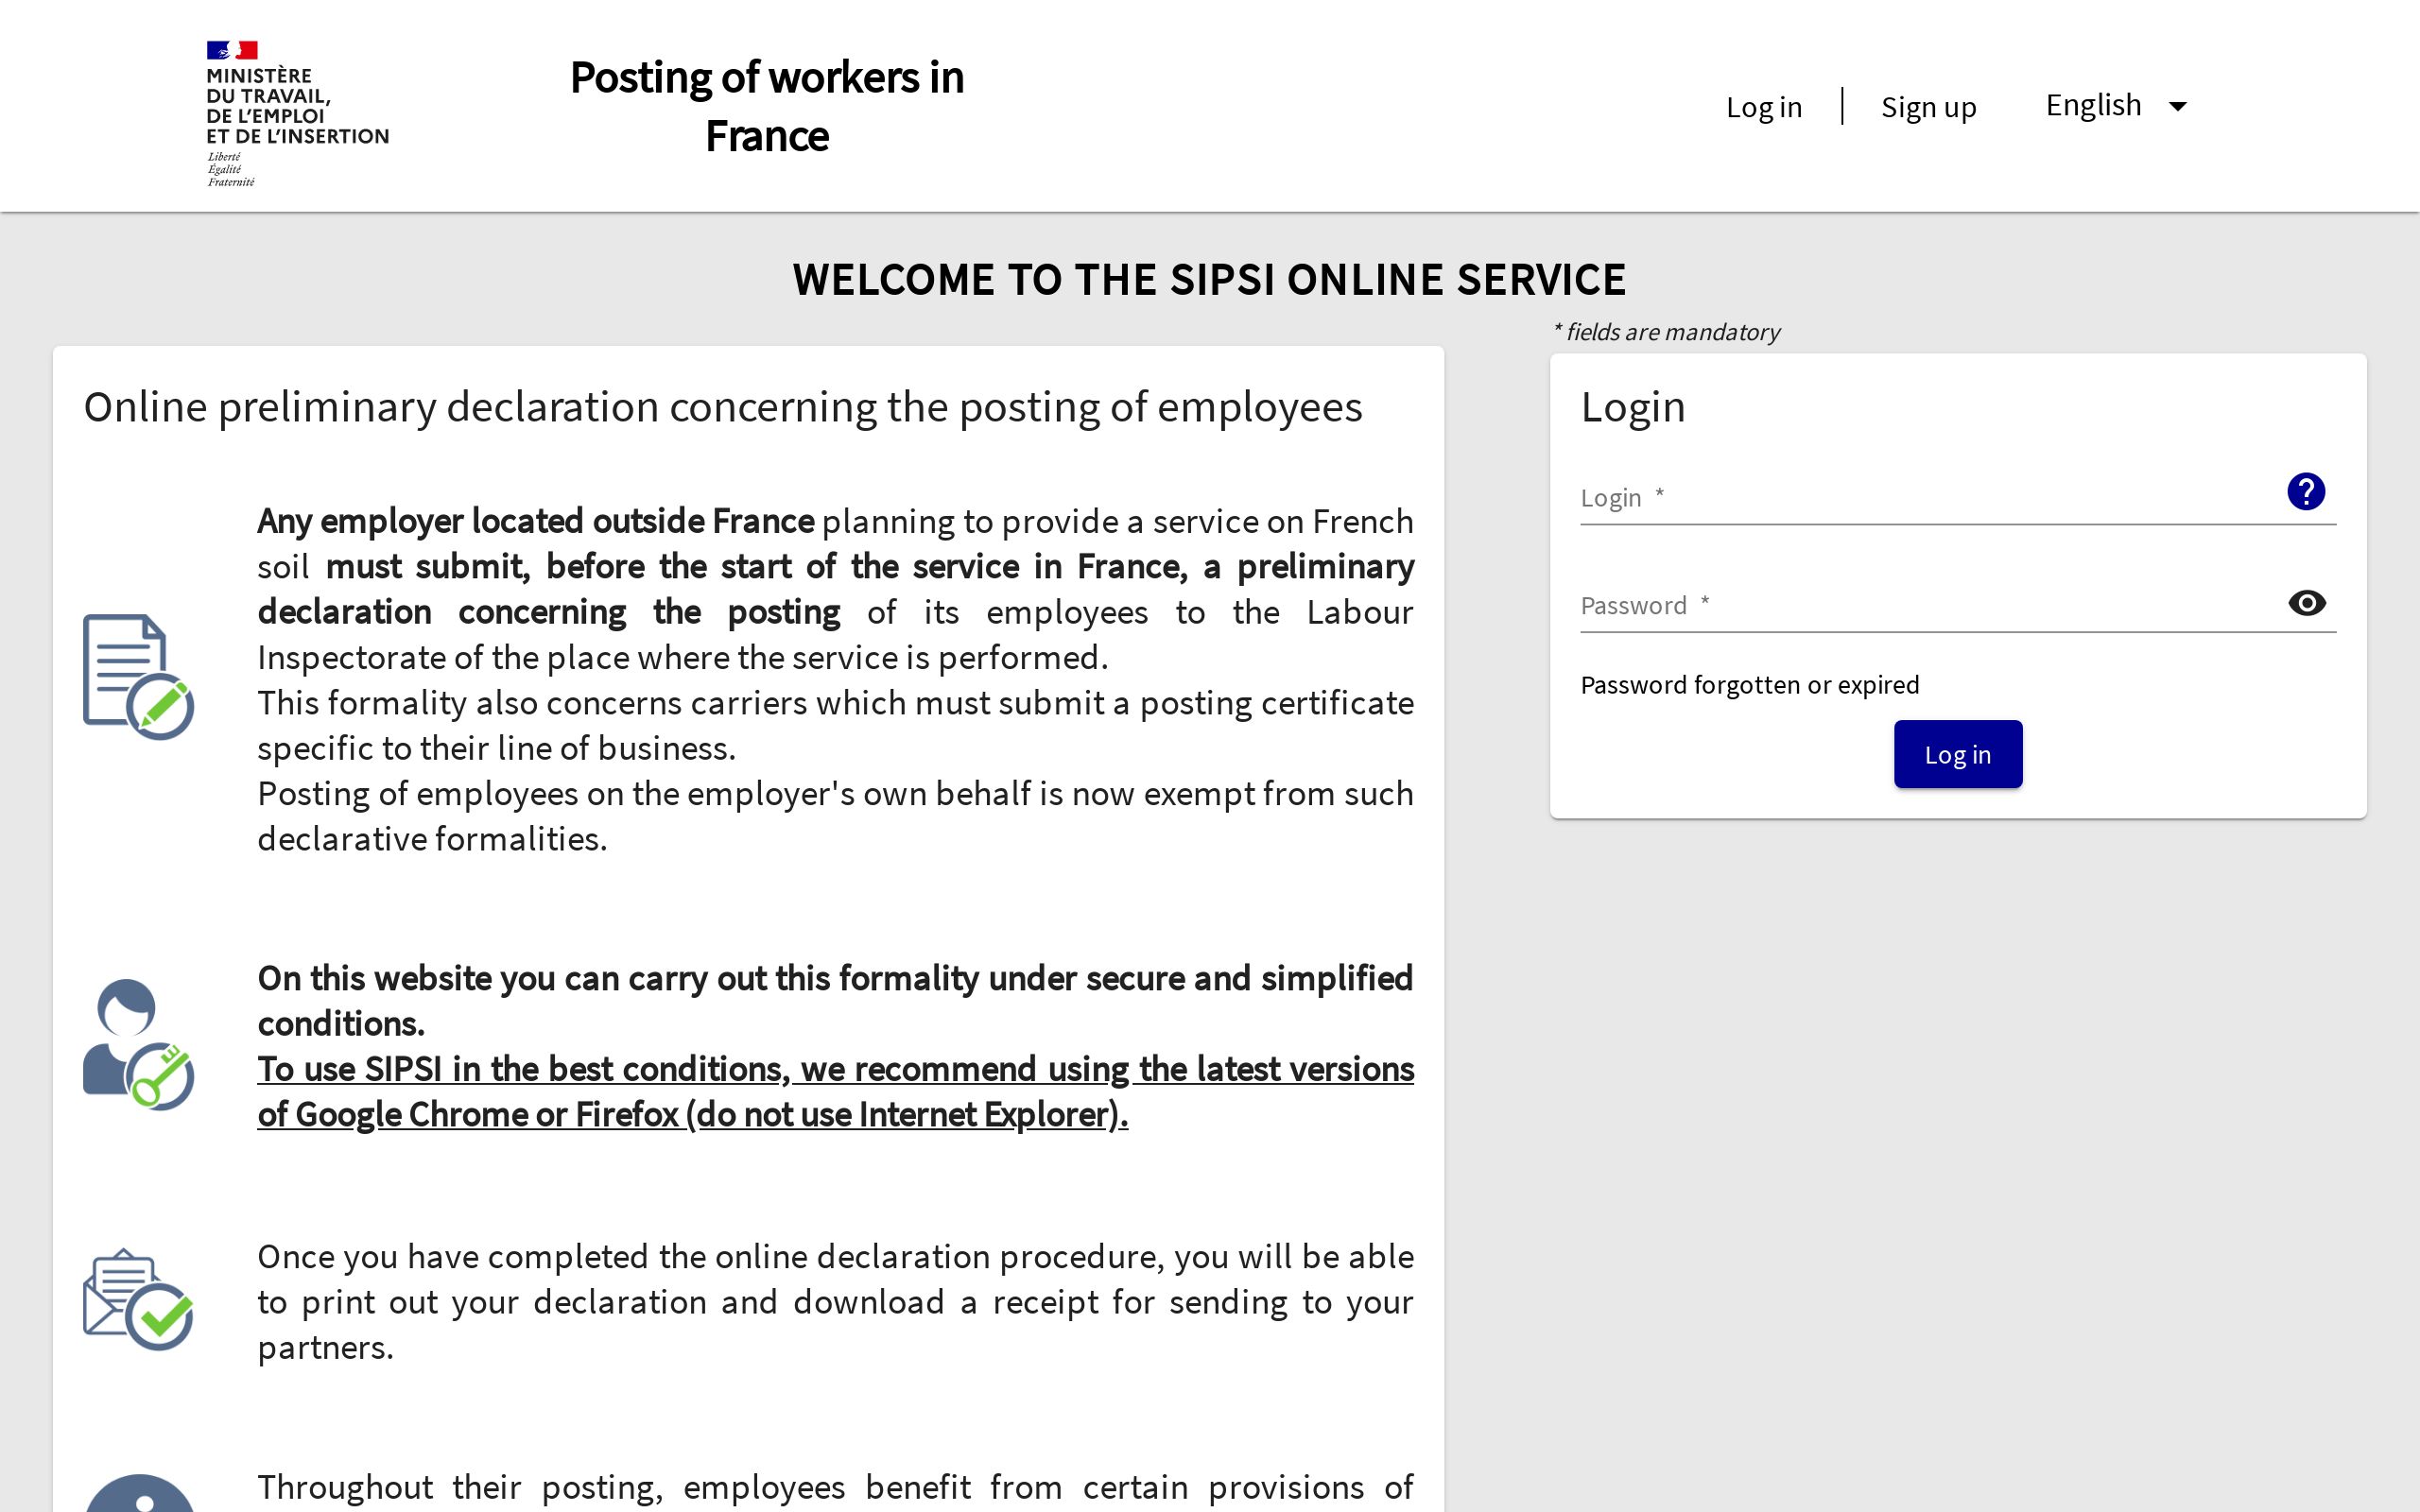 MINISTÈRE
DU TRAVAIL,
DE L'EMPLOI
ET DE L'INSERTION
Liberté
Égalité
Fraternité
Posting of workers in
France
Log in
Sign up
English
WELCOME TO THE SIPSI ONLINE SERVICE
* fields are mandatory
Online preliminary declaration concerning the posting of employees
Any employer located outside France planning to provide a service on French
soil must submit, before the start of the service in France, a preliminary
declaration concerning the posting of its employees to the Labour
Inspectorate of the place where the service is performed.
This formality also concerns carriers which must submit a posting certificate
specific to their line of business.
Posting of employees on the employer's own behalf is now exempt from such
declarative formalities.
On this website you can carry out this formality under secure and simplified
conditions.
To use SIPSI in the best conditions, we recommend using the latest versions
of Google Chrome or Firefox (do not use Internet Explorer).
Once you have completed the online declaration procedure, you will be able
to print out your declaration and download a receipt for sending to your
partners.
Throughout their posting, employees benefit from certain provisions of
Login
Login *
Password *
Password forgotten or expired
Log in